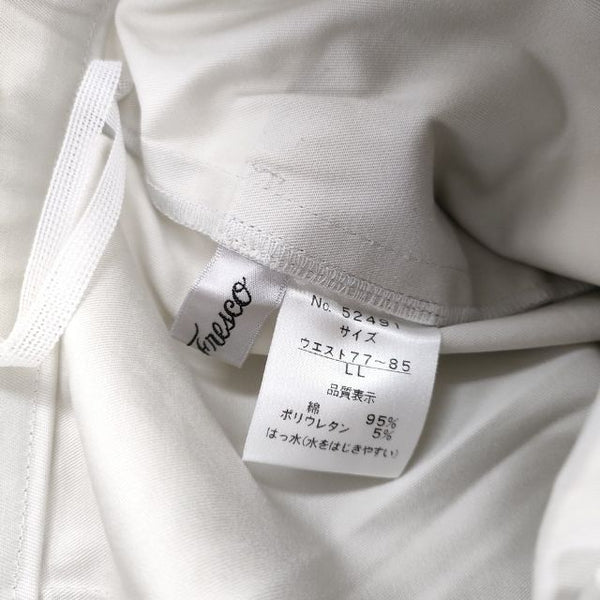 Fresco
No. 52491
サイズ
ウエスト77～85
LL
品質表示
綿 95%
ポリウレタン 5%
はっ水(水をはじきやすい)